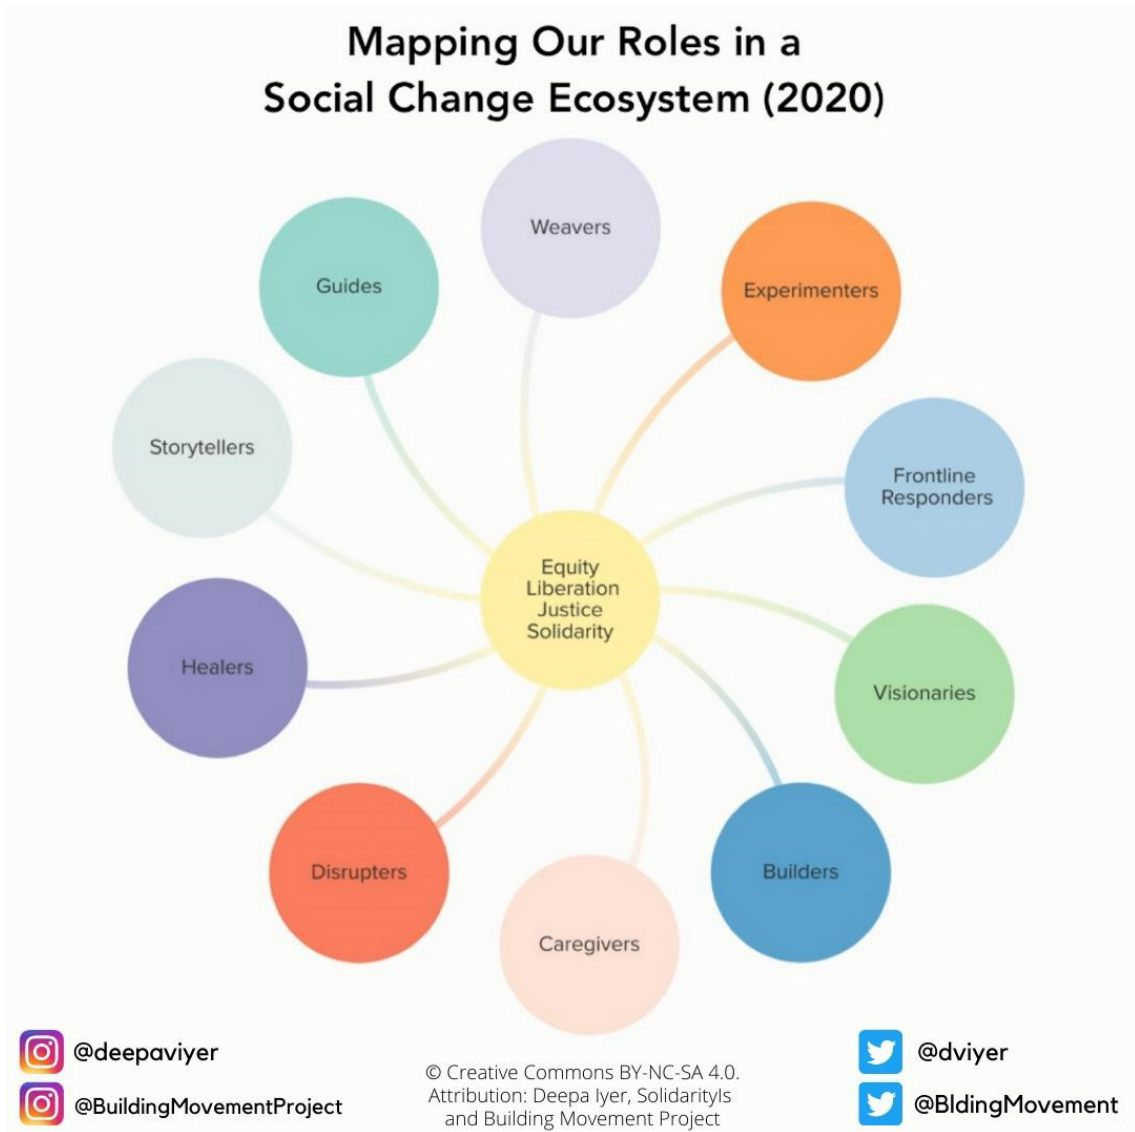 Mapping Our Roles in a
Social Change Ecosystem (2020)
Weavers
Guides
Experimenters
Storytellers
Frontline
Responders
Equity
Liberation
Justice
Solidarity
Healers
Visionaries
Disrupters
Builders
Caregivers
@deepaviyer
@BuildingMovementProject
© Creative Commons BY-NC-SA 4.0.
Attribution: Deepa Iyer, SolidarityIs
and Building Movement Project
@dviyer
@BldingMovement